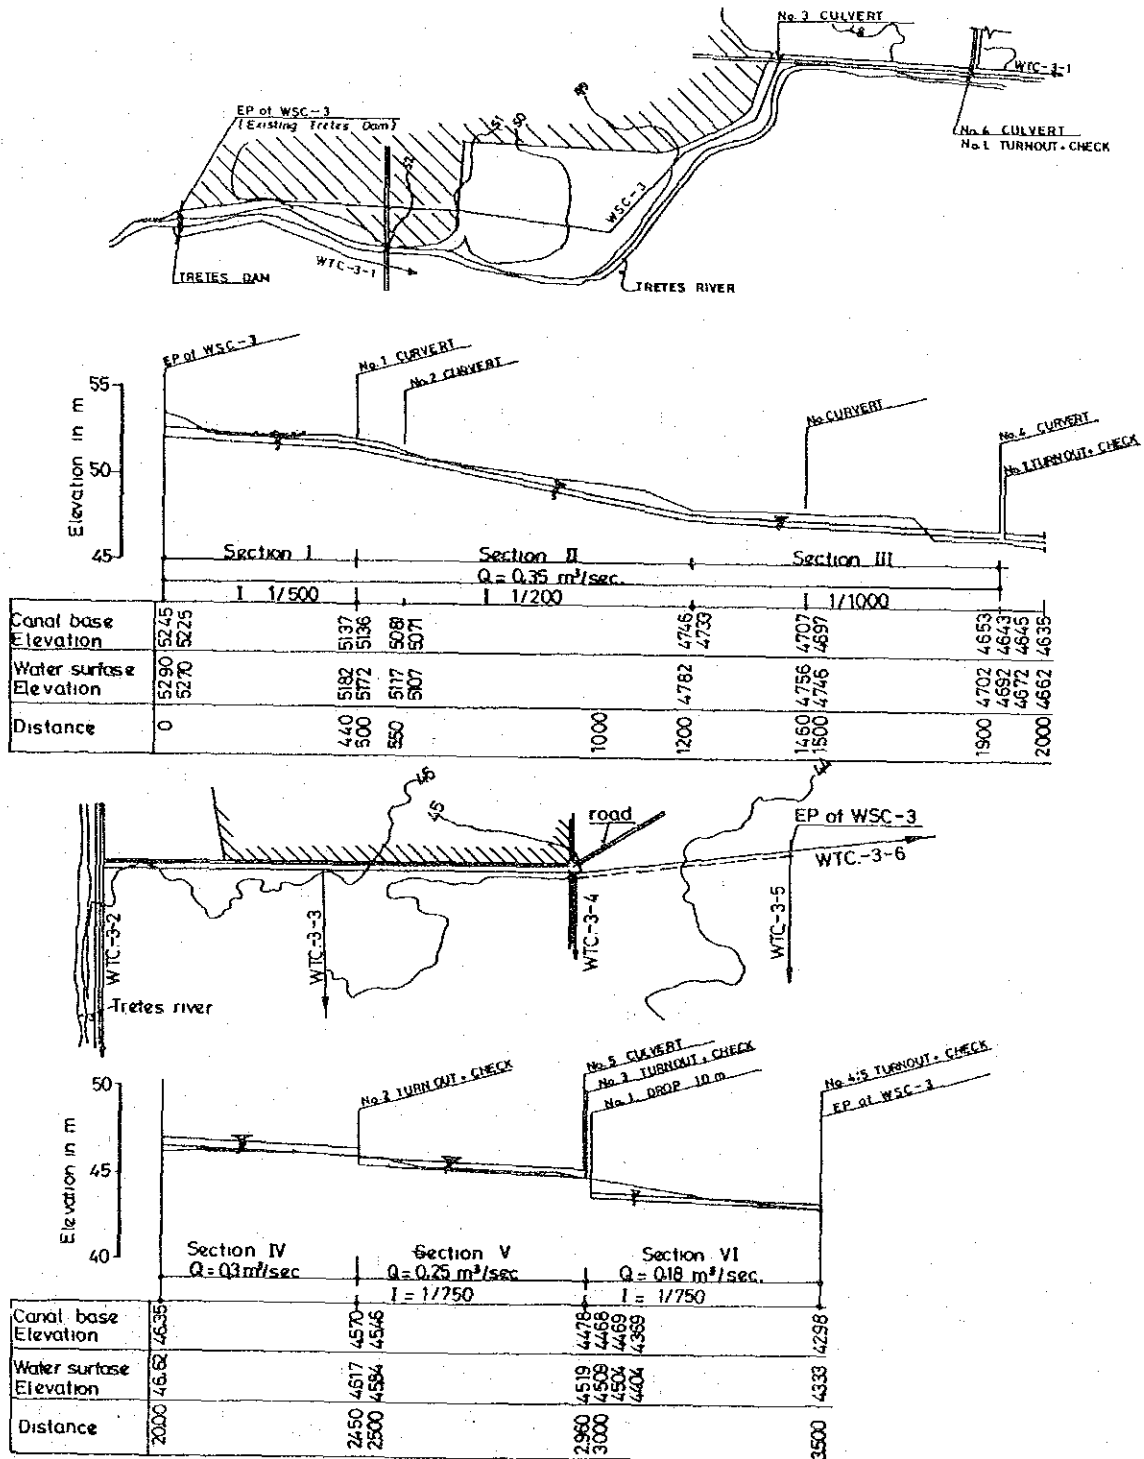 No.3 CULVERT
48
WTC-3-1
EP of WSC-3
(Existing Tretes Dam)
49
50
51
52
No.4 CULVERT
No.1 TURNOUT+CHECK
WSC-3
WTC-3-1
TRETES DAM
TRETES RIVER
EP of WSC-3
No.1 CURVERT
No.2 CURVERT
No CURVERT
No.4 CURVERT
No.1 TURNOUT+CHECK
Elevation in m
55
50
45
Section I
Section II
Section III
Q = 0.35 m³/sec.
I 1/500
I 1/200
I 1/1000
Canal base Elevation
5245 5225 5137 5136 5081 5071 4746 4733 4707 4697 4653 4643 4645 4635
Water surfase Elevation
5290 5270 5182 5172 5117 5107 4782 4756 4746 4702 4692 4672 4662
Distance
0 440 500 550 1000 1200 1460 1500 1900 2000
45
road
EP of WSC-3
WTC.-3-6
WTC.-3-2
WTC.-3-3
WTC.-3-4
WTC.-3-5
Tretes river
No.2 TURNOUT+CHECK
No.5 CULVERT
No.3 TURNOUT+CHECK
No.1 DROP 1.0 m
No.4:5 TURNOUT+CHECK
EP of WSC-3
Elevation in m
50
45
40
Section IV
Q = 0.3 m³/sec
Section V
Q = 0.25 m³/sec
I = 1/750
Section VI
Q = 0.18 m³/sec.
I = 1/750
Canal base Elevation
46.35 4570 4546 4478 4468 4469 4369 4298
Water surfase Elevation
46.62 4617 4584 4519 4509 4504 4404 4333
Distance
2000 2450 2500 2960 3000 3500